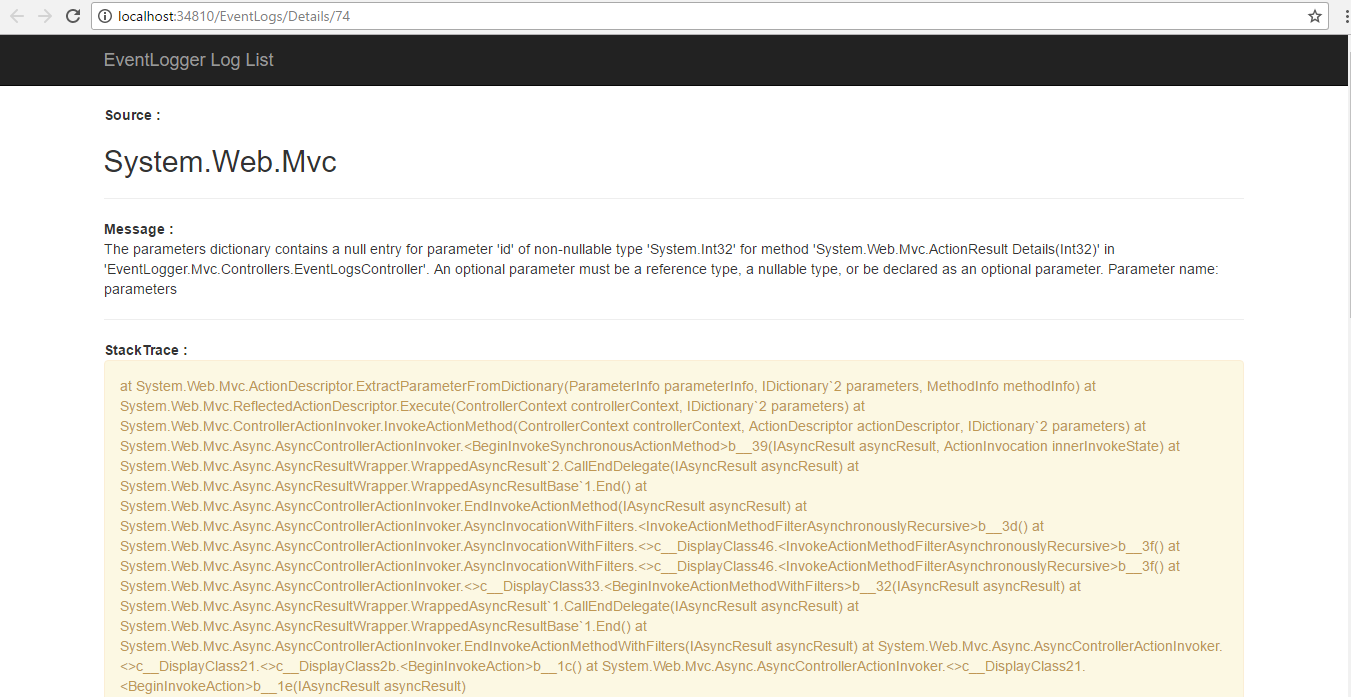 localhost:34810/EventLogs/Details/74
EventLogger Log List
Source :
System.Web.Mvc
Message :
The parameters dictionary contains a null entry for parameter 'id' of non-nullable type 'System.Int32' for method 'System.Web.Mvc.ActionResult Details(Int32)' in
'EventLogger.Mvc.Controllers.EventLogsController'. An optional parameter must be a reference type, a nullable type, or be declared as an optional parameter. Parameter name:
parameters
StackTrace :
at System.Web.Mvc.ActionDescriptor.ExtractParameterFromDictionary(ParameterInfo parameterInfo, IDictionary`2 parameters, MethodInfo methodInfo) at
System.Web.Mvc.ReflectedActionDescriptor.Execute(ControllerContext controllerContext, IDictionary`2 parameters) at
System.Web.Mvc.ControllerActionInvoker.InvokeActionMethod(ControllerContext controllerContext, ActionDescriptor actionDescriptor, IDictionary`2 parameters) at
System.Web.Mvc.Async.AsyncControllerActionInvoker.<BeginInvokeSynchronousActionMethod>b__39(IAsyncResult asyncResult, ActionInvocation innerInvokeState) at
System.Web.Mvc.Async.AsyncResultWrapper.WrappedAsyncResult`2.CallEndDelegate(IAsyncResult asyncResult) at
System.Web.Mvc.Async.AsyncResultWrapper.WrappedAsyncResultBase`1.End() at
System.Web.Mvc.Async.AsyncControllerActionInvoker.EndInvokeActionMethod(IAsyncResult asyncResult) at
System.Web.Mvc.Async.AsyncControllerActionInvoker.AsyncInvocationWithFilters.<InvokeActionMethodFilterAsynchronouslyRecursive>b__3d() at
System.Web.Mvc.Async.AsyncControllerActionInvoker.AsyncInvocationWithFilters.<>c__DisplayClass46.<InvokeActionMethodFilterAsynchronouslyRecursive>b__3f() at
System.Web.Mvc.Async.AsyncControllerActionInvoker.AsyncInvocationWithFilters.<>c__DisplayClass46.<InvokeActionMethodFilterAsynchronouslyRecursive>b__3f() at
System.Web.Mvc.Async.AsyncControllerActionInvoker.<>c__DisplayClass33.<BeginInvokeActionMethodWithFilters>b__32(IAsyncResult asyncResult) at
System.Web.Mvc.Async.AsyncResultWrapper.WrappedAsyncResult`1.CallEndDelegate(IAsyncResult asyncResult) at
System.Web.Mvc.Async.AsyncResultWrapper.WrappedAsyncResultBase`1.End() at
System.Web.Mvc.Async.AsyncControllerActionInvoker.EndInvokeActionMethodWithFilters(IAsyncResult asyncResult) at System.Web.Mvc.Async.AsyncControllerActionInvoker.
<>c__DisplayClass21.<>c__DisplayClass2b.<BeginInvokeAction>b__1c() at System.Web.Mvc.Async.AsyncControllerActionInvoker.<>c__DisplayClass21.
<BeginInvokeAction>b__1e(IAsyncResult asyncResult)